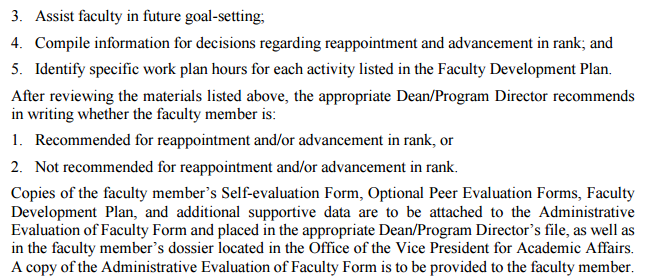 3. Assist faculty in future goal-setting;
4. Compile information for decisions regarding reappointment and advancement in rank; and
5. Identify specific work plan hours for each activity listed in the Faculty Development Plan.
After reviewing the materials listed above, the appropriate Dean/Program Director recommends
in writing whether the faculty member is:
1. Recommended for reappointment and/or advancement in rank, or
2. Not recommended for reappointment and/or advancement in rank.
Copies of the faculty member’s Self-evaluation Form, Optional Peer Evaluation Forms, Faculty
Development Plan, and additional supportive data are to be attached to the Administrative
Evaluation of Faculty Form and placed in the appropriate Dean/Program Director’s file, as well as
in the faculty member’s dossier located in the Office of the Vice President for Academic Affairs.
A copy of the Administrative Evaluation of Faculty Form is to be provided to the faculty member.